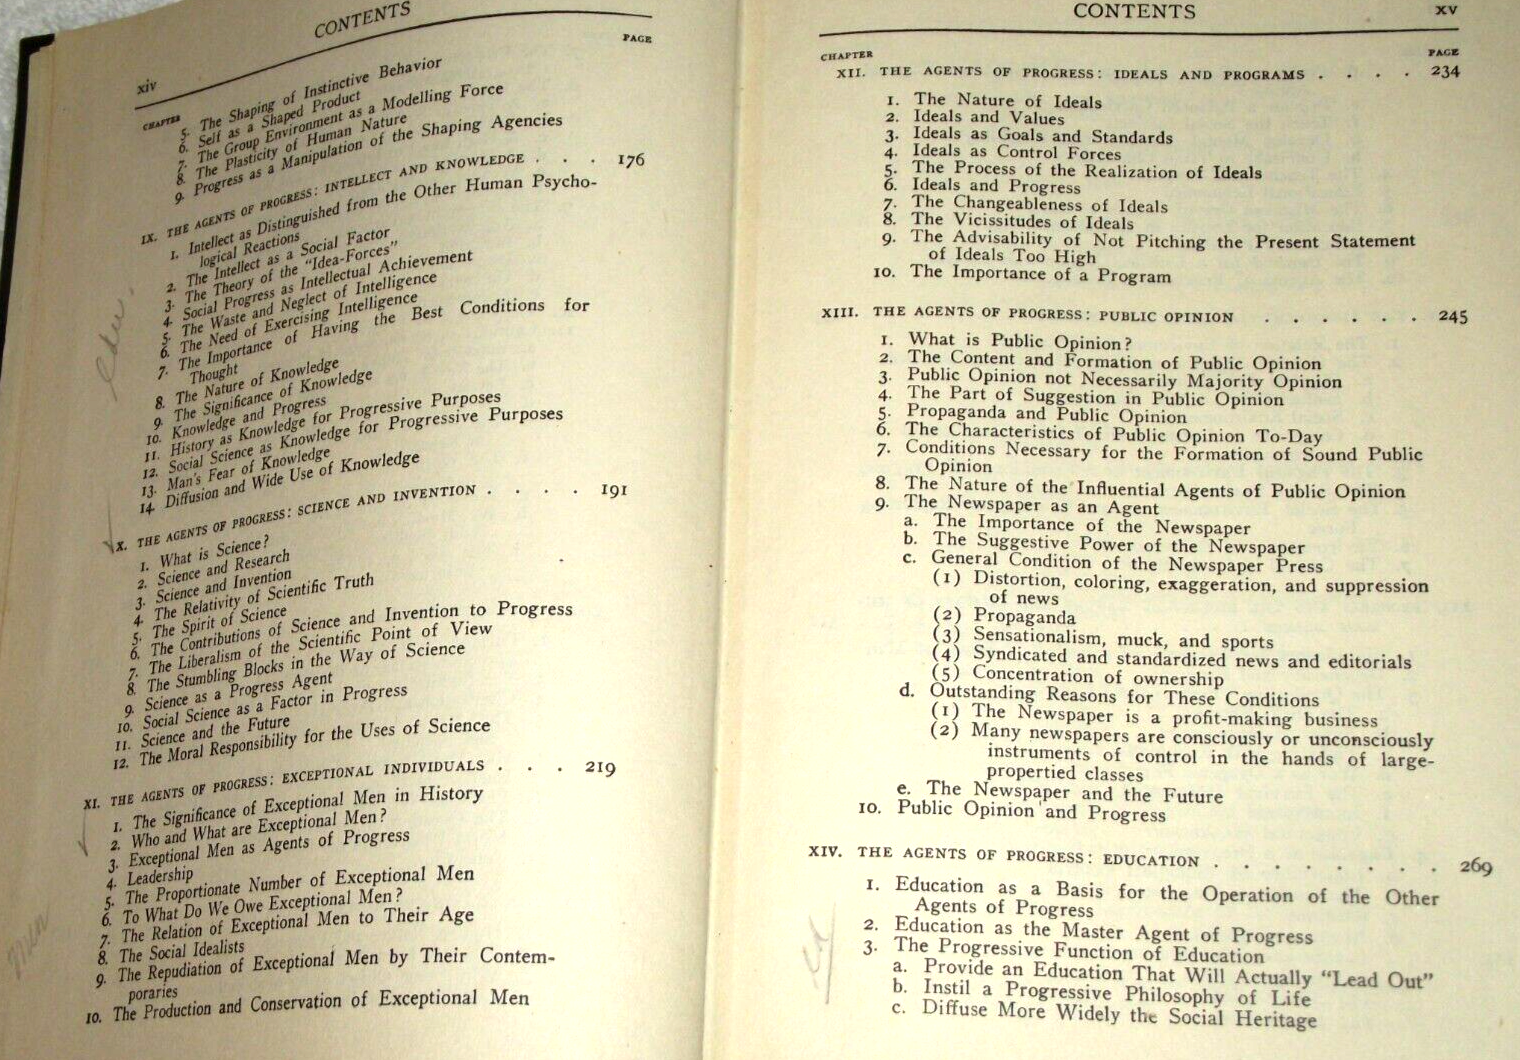 xiv
CONTENTS
CHAPTER
PAGE
5. The Shaping of Instinctive Behavior
6. Self as a Shaped Product
7. The Group Environment as a Modelling Force
8. The Plasticity of Human Nature
9. Progress as a Manipulation of the Shaping Agencies
IX. THE AGENTS OF PROGRESS: INTELLECT AND KNOWLEDGE . . . 176
1. Intellect as Distinguished from the Other Human Psycho-
logical Reactions
2. The Intellect as a Social Factor
3. The Theory of the "Idea-Forces"
4. Social Progress as Intellectual Achievement
5. The Waste and Neglect of Intelligence
6. The Need of Exercising Intelligence
7. The Importance of Having the Best Conditions for
Thought
8. The Nature of Knowledge
9. The Significance of Knowledge
10. Knowledge and Progress
11. History as Knowledge for Progressive Purposes
12. Social Science as Knowledge for Progressive Purposes
13. Man's Fear of Knowledge
14. Diffusion and Wide Use of Knowledge
X. THE AGENTS OF PROGRESS: SCIENCE AND INVENTION . . . . 191
1. What is Science?
2. Science and Research
3. Science and Invention
4. The Relativity of Scientific Truth
5. The Spirit of Science
6. The Contributions of Science and Invention to Progress
7. The Liberalism of the Scientific Point of View
8. The Stumbling Blocks in the Way of Science
9. Science as a Progress Agent
10. Social Science as a Factor in Progress
11. Science and the Future
12. The Moral Responsibility for the Uses of Science
XI. THE AGENTS OF PROGRESS: EXCEPTIONAL INDIVIDUALS . . . 219
1. The Significance of Exceptional Men in History
2. Who and What are Exceptional Men?
3. Exceptional Men as Agents of Progress
4. Leadership
5. The Proportionate Number of Exceptional Men
6. To What Do We Owe Exceptional Men?
7. The Relation of Exceptional Men to Their Age
8. The Social Idealists
9. The Repudiation of Exceptional Men by Their Contem-
poraries
10. The Production and Conservation of Exceptional Men
CONTENTS
xv
CHAPTER
PAGE
XII. THE AGENTS OF PROGRESS: IDEALS AND PROGRAMS . . . . 234
1. The Nature of Ideals
2. Ideals and Values
3. Ideals as Goals and Standards
4. Ideals as Control Forces
5. The Process of the Realization of Ideals
6. Ideals and Progress
7. The Changeableness of Ideals
8. The Vicissitudes of Ideals
9. The Advisability of Not Pitching the Present Statement
of Ideals Too High
10. The Importance of a Program
XIII. THE AGENTS OF PROGRESS: PUBLIC OPINION . . . . . . 245
1. What is Public Opinion?
2. The Content and Formation of Public Opinion
3. Public Opinion not Necessarily Majority Opinion
4. The Part of Suggestion in Public Opinion
5. Propaganda and Public Opinion
6. The Characteristics of Public Opinion To-Day
7. Conditions Necessary for the Formation of Sound Public
Opinion
8. The Nature of the Influential Agents of Public Opinion
9. The Newspaper as an Agent
a. The Importance of the Newspaper
b. The Suggestive Power of the Newspaper
c. General Condition of the Newspaper Press
(1) Distortion, coloring, exaggeration, and suppression
of news
(2) Propaganda
(3) Sensationalism, muck, and sports
(4) Syndicated and standardized news and editorials
(5) Concentration of ownership
d. Outstanding Reasons for These Conditions
(1) The Newspaper is a profit-making business
(2) Many newspapers are consciously or unconsciously
instruments of control in the hands of large-
propertied classes
e. The Newspaper and the Future
10. Public Opinion and Progress
XIV. THE AGENTS OF PROGRESS: EDUCATION . . . . . . . . 269
1. Education as a Basis for the Operation of the Other
Agents of Progress
2. Education as the Master Agent of Progress
3. The Progressive Function of Education
a. Provide an Education That Will Actually "Lead Out"
b. Instil a Progressive Philosophy of Life
c. Diffuse More Widely the Social Heritage